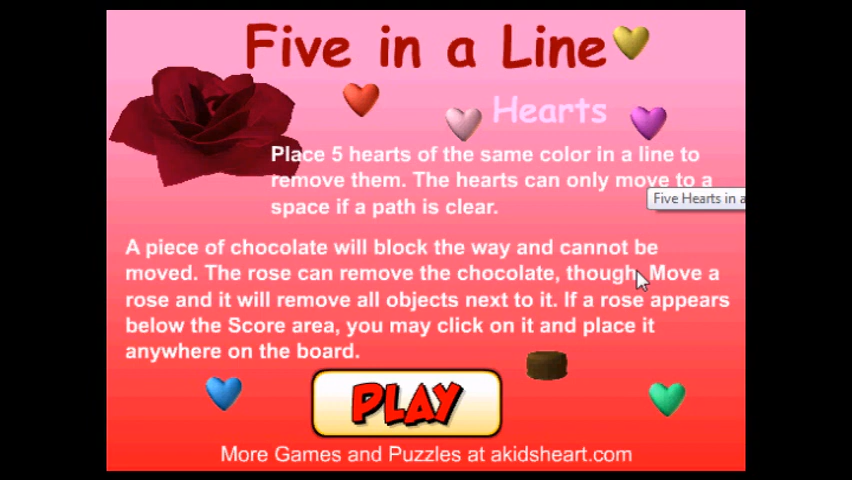 Five in a Line
Hearts
Place 5 hearts of the same color in a line to
remove them. The hearts can only move to a
space if a path is clear.
Five Hearts in a
A piece of chocolate will block the way and cannot be
moved. The rose can remove the chocolate, though. Move a
rose and it will remove all objects next to it. If a rose appears
below the Score area, you may click on it and place it
anywhere on the board.
PLAY
More Games and Puzzles at akidsheart.com